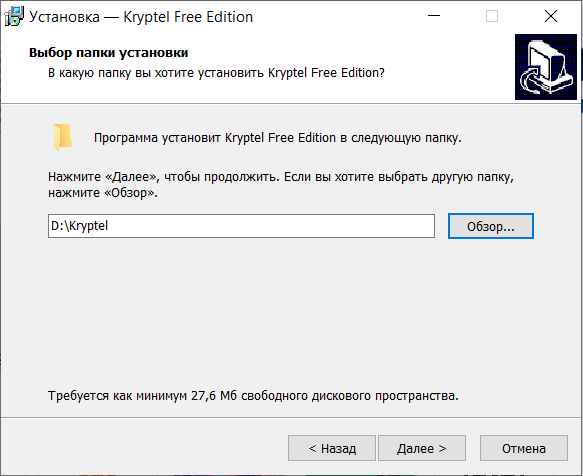 Установка — Kryptel Free Edition
Выбор папки установки
В какую папку вы хотите установить Kryptel Free Edition?
Программа установит Kryptel Free Edition в следующую папку.
Нажмите «Далее», чтобы продолжить. Если вы хотите выбрать другую папку,
нажмите «Обзор».
D:\Kryptel
Обзор...
Требуется как минимум 27,6 Мб свободного дискового пространства.
< Назад
Далее >
Отмена